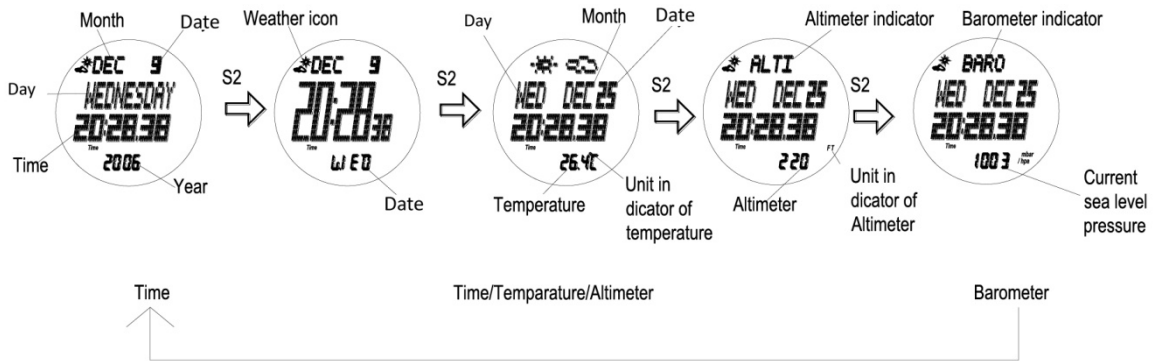 Month
Date
DEC 9
Day
WEDNESDAY
20:28.38
Time
Time
2006
Year
S2
Weather icon
DEC 9
20:28 38
Time
WED
Date
S2
Day
Month
Date
WED DEC 25
20:28.38
Time
26.4C
Temperature
Unit in
dicator of
temperature
S2
Altimeter indicator
ALTI
WED DEC 25
20:28.38
Time
FT
220
Altimeter
Unit in
dicator of
Altimeter
S2
Barometer indicator
BARO
WED DEC 25
20:28.38
Time
1003 mbar
/hpa
Current
sea level
pressure
Time
Time/Temparature/Altimeter
Barometer